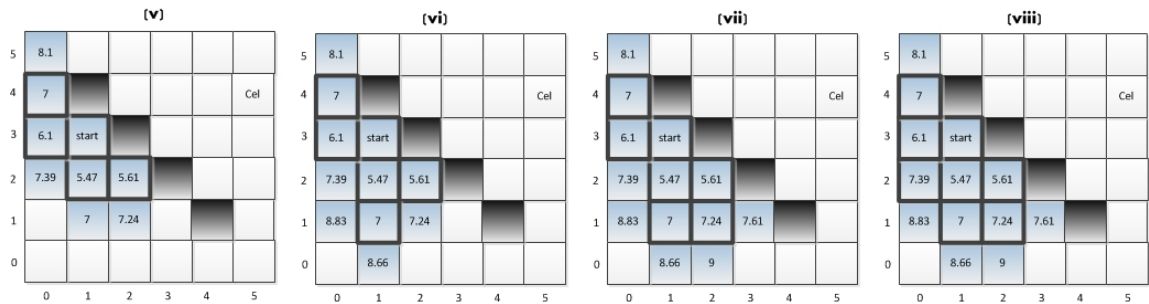 (v) (vi) (vii) (viii)
5 8.1 5 8.1 5 8.1 5 8.1
4 7 Cel 4 7 Cel 4 7 Cel 4 7 Cel
3 6.1 start 3 6.1 start 3 6.1 start 3 6.1 start
2 7.39 5.47 5.61 2 7.39 5.47 5.61 2 7.39 5.47 5.61 2 7.39 5.47 5.61
1 7 7.24 1 8.83 7 7.24 1 8.83 7 7.24 7.61 1 8.83 7 7.24 7.61
0 0 8.66 0 8.66 9 0 8.66 9
0 1 2 3 4 5 0 1 2 3 4 5 0 1 2 3 4 5 0 1 2 3 4 5